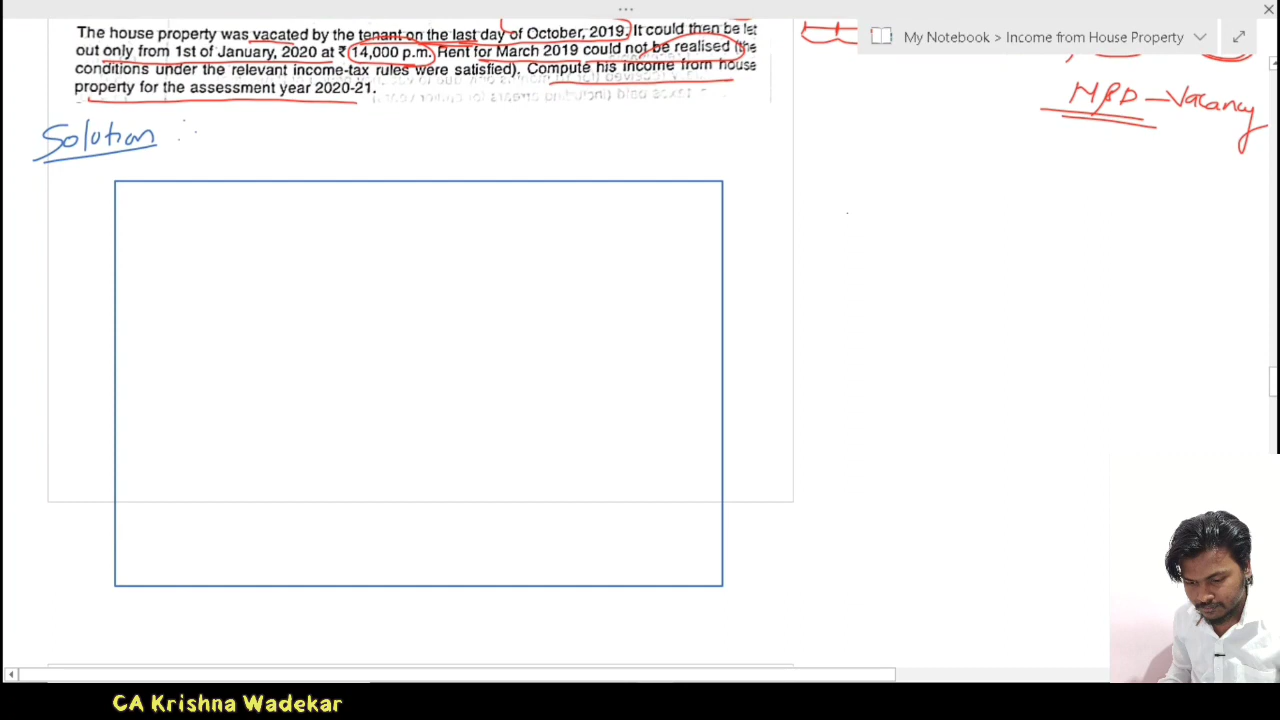 The house property was vacated by the tenant on the last day of October, 2019. It could then be let
out only from 1st of January, 2020 at ₹ 14,000 p.m. Rent for March 2019 could not be realised (the
conditions under the relevant income-tax rules were satisfied). Compute his income from house
property for the assessment year 2020-21.
My Notebook > Income from House Property
Vacancy
Solution :
CA Krishna Wadekar